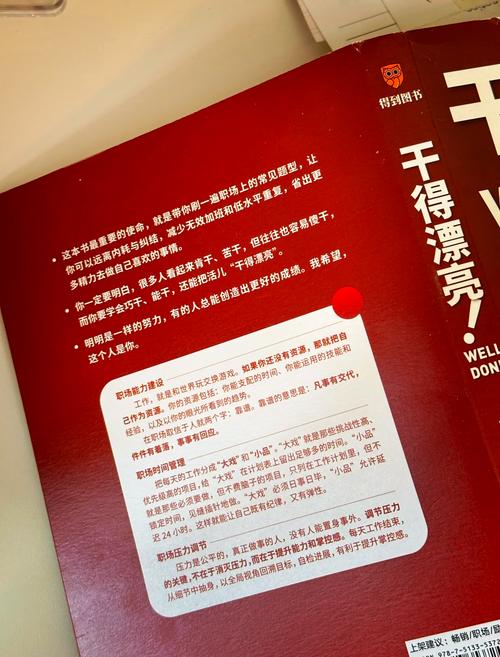 • 这本书最重要的使命，就是带你刷一遍职场上的常见题型，让
你可以远离内耗与纠结，减少无效加班和低水平重复，省出更
多精力去做自己喜欢的事情。
• 你一定要明白，很多人看起来肯干、苦干，但往往也容易傻干，
而你要学会巧干、能干，还能把活儿“干得漂亮”。
• 明明是一样的努力，有的人总能创造出更好的成绩。我希望，
这个人是你。
职场能力建设
工作，就是和世界玩交换游戏。如果你还没有资源，那就把自
己作为资源。你的资源包括：你能支配的时间、你能运用的技能和
经验，以及以你的眼光所看到的趋势。
在职场取信于人就两个字：靠谱。靠谱的意思是：凡事有交代，
件件有着落，事事有回应。
职场时间管理
把每天的工作分成“大戏”和“小品”。“大戏”就是那些挑战性高、
优先级高的项目，给“大戏”在计划表上留出足够多的时间。“小品”
就是那些必须要做，但不费脑子的项目，只列在工作计划里，但不
锁定时间，见缝插针地做。“大戏”必须日事日毕，“小品”允许延
迟24小时。这样就能让自己既有纪律，又有弹性。
职场压力调节
压力是公平的，真正做事的人，没有人能置身事外。调节压力
的关键，不在于消灭压力，而在于提升能力和掌控感。每天工作结束，
从细节中抽身，以全局视角回溯目标，自检进展，有利于提升掌控感。
得到图书
干得漂亮！
WELL
DON
干
W
上架建议：畅销/职场/励
ISBN 978-7-5133-5372